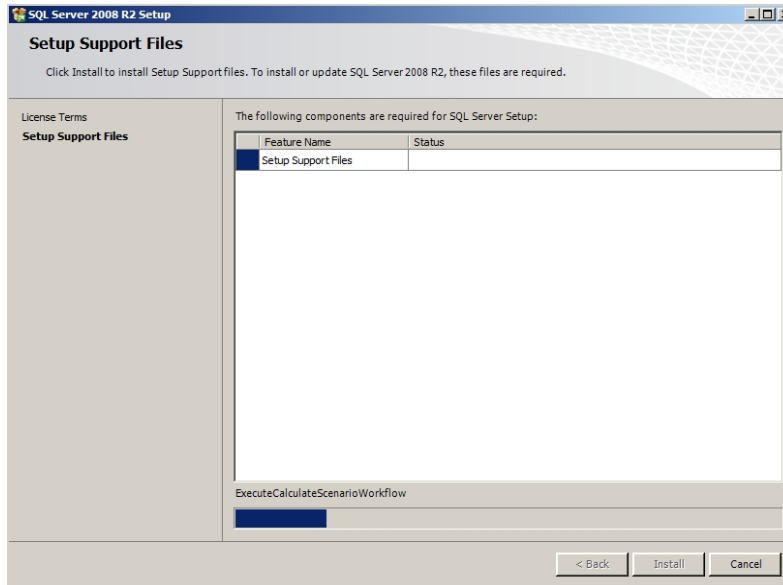 SQL Server 2008 R2 Setup
Setup Support Files
Click Install to install Setup Support files. To install or update SQL Server 2008 R2, these files are required.
License Terms
Setup Support Files
The following components are required for SQL Server Setup:
Feature Name Status
Setup Support Files
ExecuteCalculateScenarioWorkflow
< Back Install Cancel